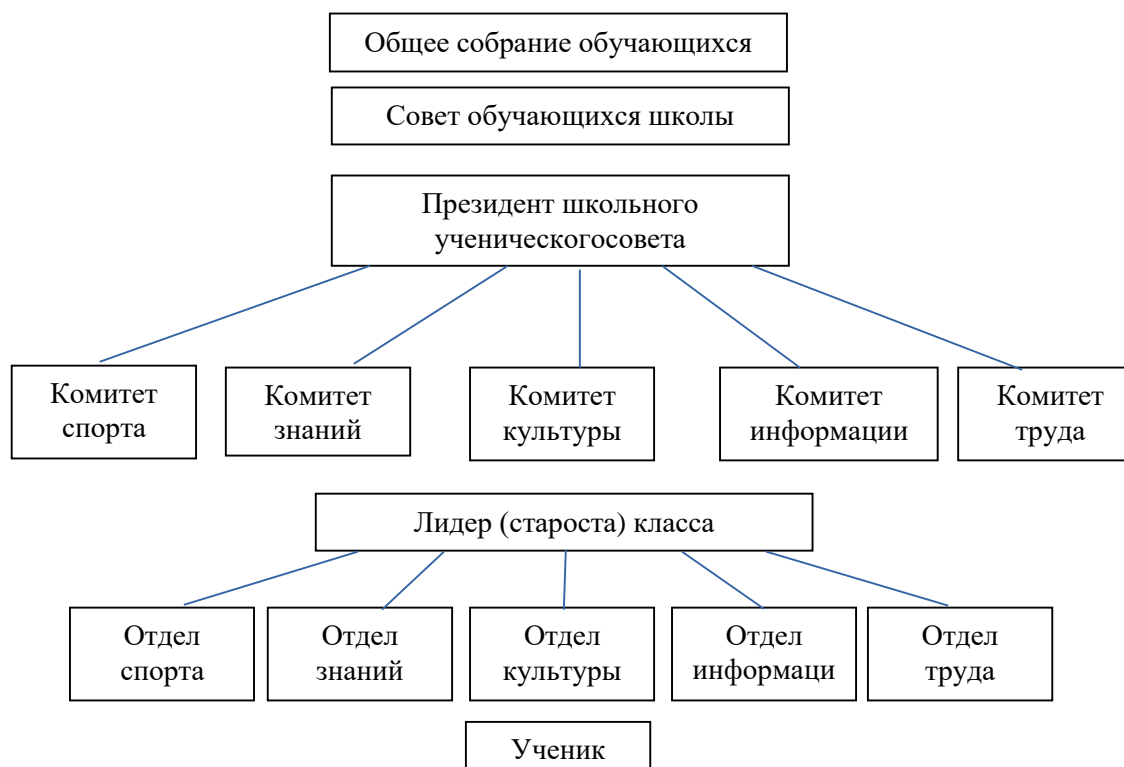 Общее собрание обучающихся
Совет обучающихся школы
Президент школьного
ученическогосовета
Комитет
спорта
Комитет
знаний
Комитет
культуры
Комитет
информации
Комитет
труда
Лидер (староста) класса
Отдел
спорта
Отдел
знаний
Отдел
культуры
Отдел
информаци
Отдел
труда
Ученик